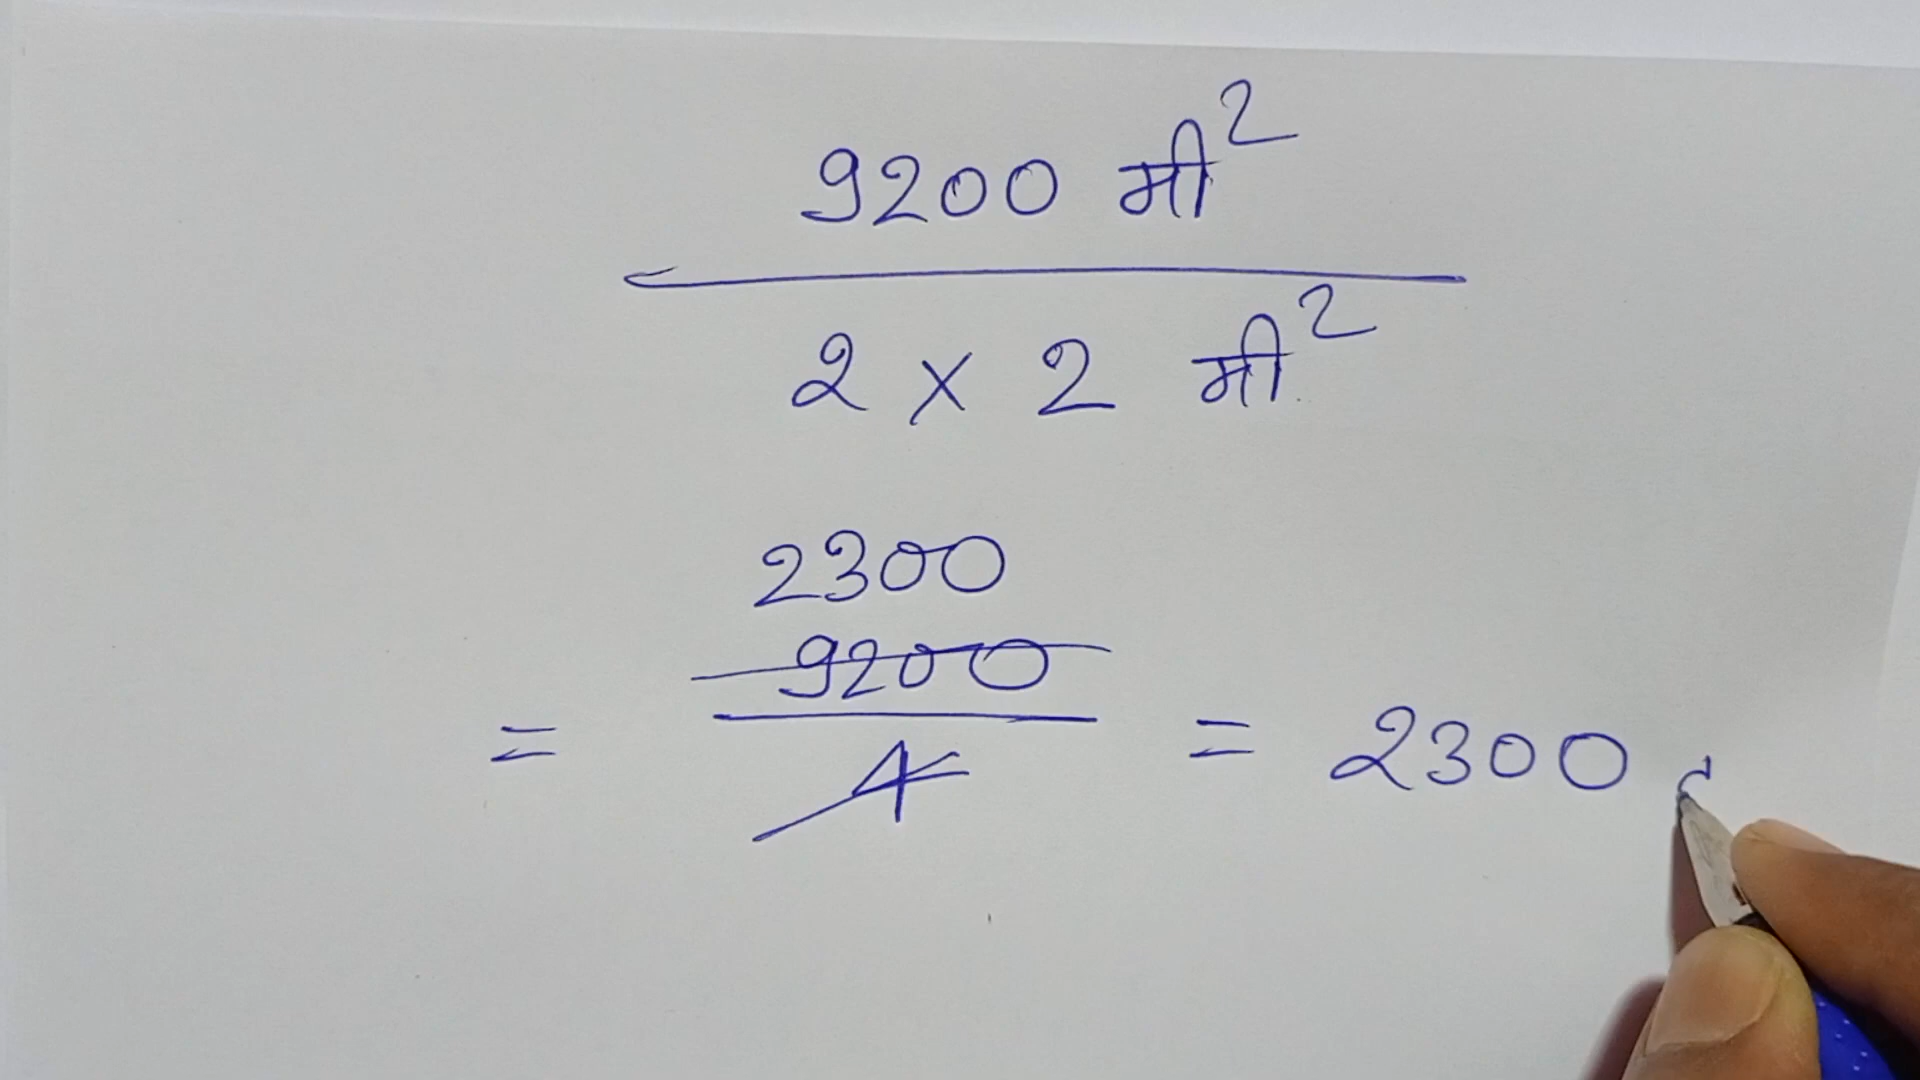 9200 मी²
2 × 2 मी²
2300
9200
= 4 = 2300